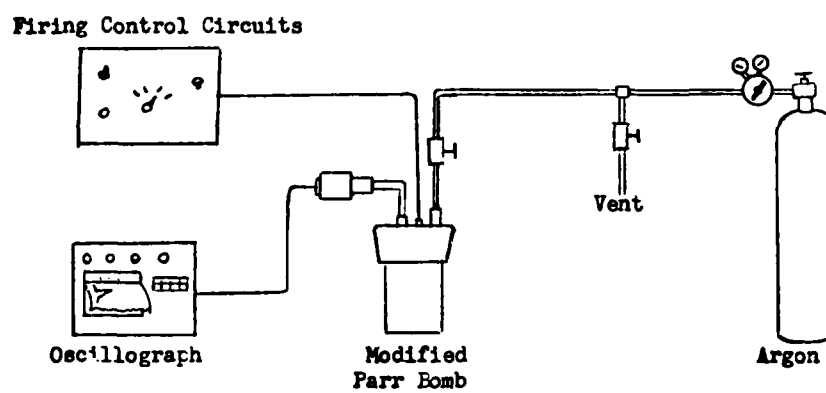 Firing Control Circuits
Vent
Oscillograph
Modified
Parr Bomb
Argon